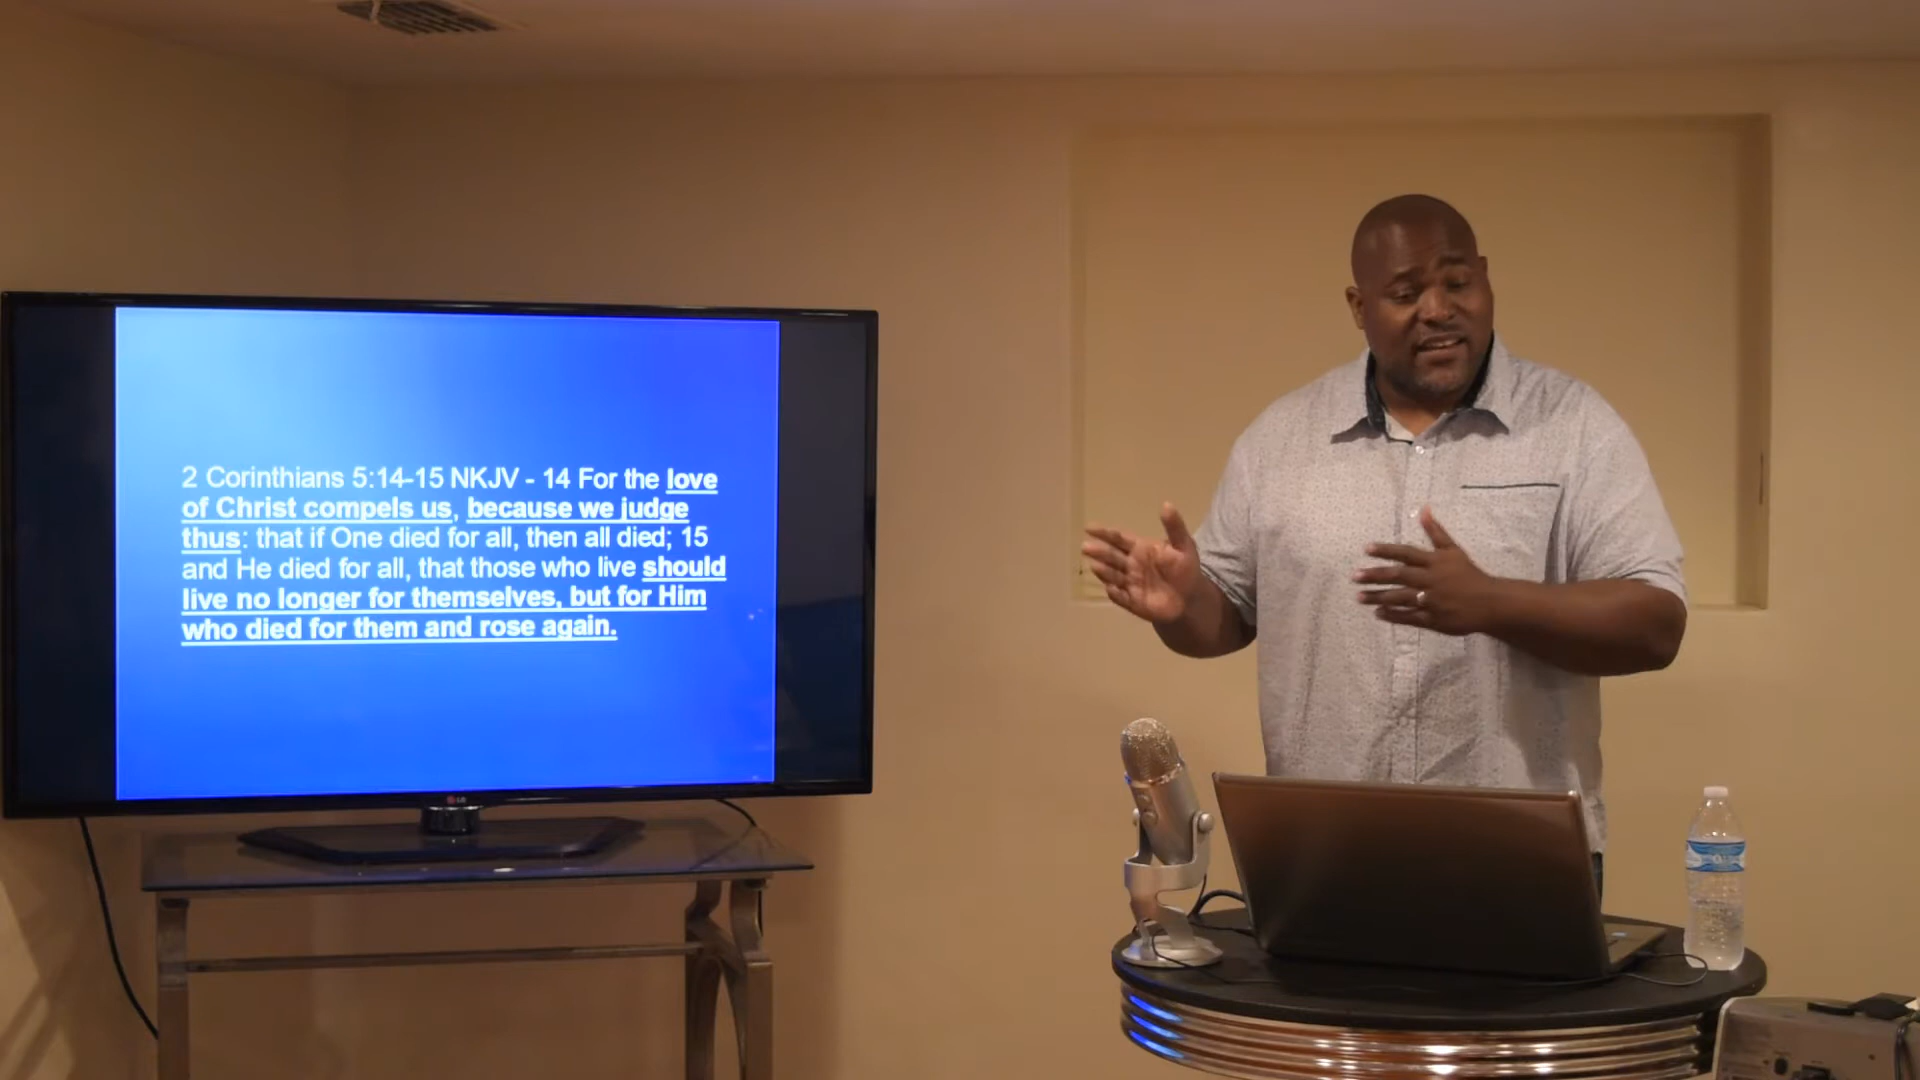 2 Corinthians 5:14-15 NKJV - 14 For the love
of Christ compels us, because we judge
thus: that if One died for all, then all died; 15
and He died for all, that those who live should
live no longer for themselves, but for Him
who died for them and rose again.
LG